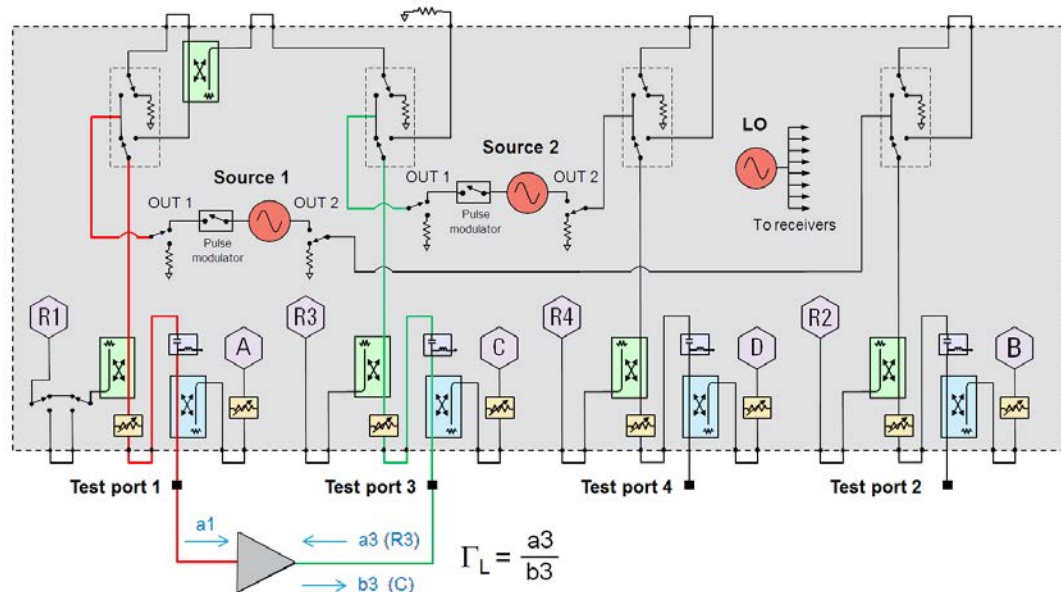 Source 1
OUT 1
OUT 2
Pulse
modulator
Source 2
OUT 1
OUT 2
Pulse
modulator
LO
To receivers
R1
A
R3
C
R4
D
R2
B
Test port 1
Test port 3
Test port 4
Test port 2
a1
a3 (R3)
b3 (C)
Γ_L = a3/b3